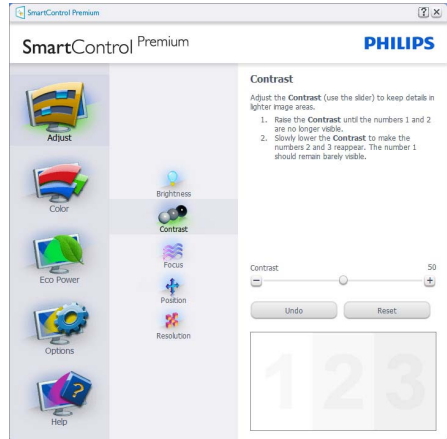 SmartControl Premium
SmartControl Premium
PHILIPS
Adjust
Color
Eco Power
Options
Help
Brightness
Contrast
Focus
Position
Resolution
Contrast
Adjust the Contrast (use the slider) to keep details in
lighter image areas.
1. Raise the Contrast until the numbers 1 and 2
are no longer visible.
2. Slowly lower the Contrast to make the
numbers 2 and 3 reappear. The number 1
should remain barely visible.
Contrast 50
Undo Reset
1 2 3